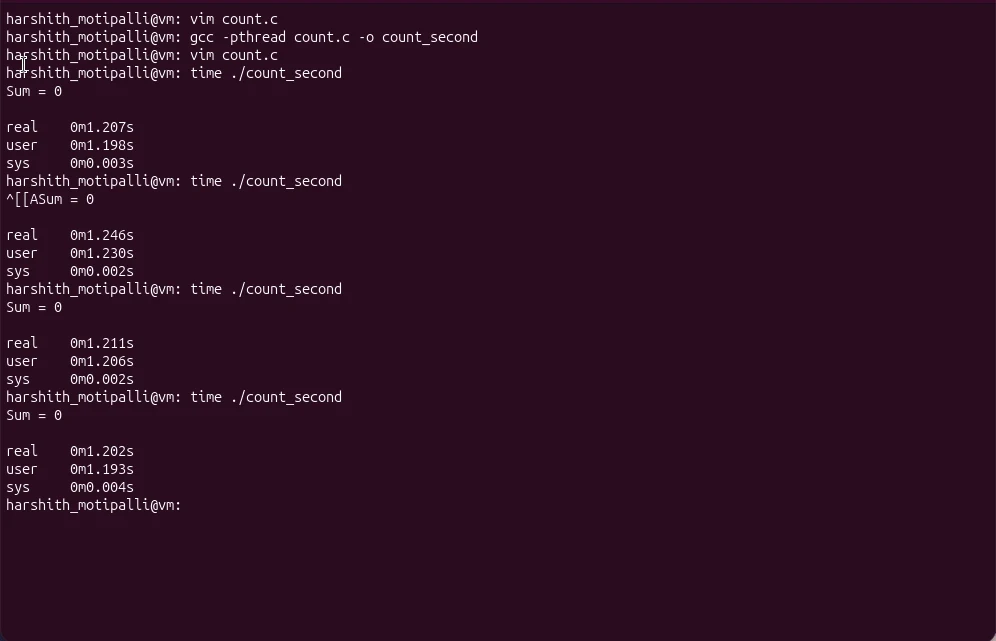 harshith_motipalli@vm: vim count.c
harshith_motipalli@vm: gcc -pthread count.c -o count_second
harshith_motipalli@vm: vim count.c
harshith_motipalli@vm: time ./count_second
Sum = 0
real    0m1.207s
user    0m1.198s
sys     0m0.003s
harshith_motipalli@vm: time ./count_second
^[[ASum = 0
real    0m1.246s
user    0m1.230s
sys     0m0.002s
harshith_motipalli@vm: time ./count_second
Sum = 0
real    0m1.211s
user    0m1.206s
sys     0m0.002s
harshith_motipalli@vm: time ./count_second
Sum = 0
real    0m1.202s
user    0m1.193s
sys     0m0.004s
harshith_motipalli@vm: